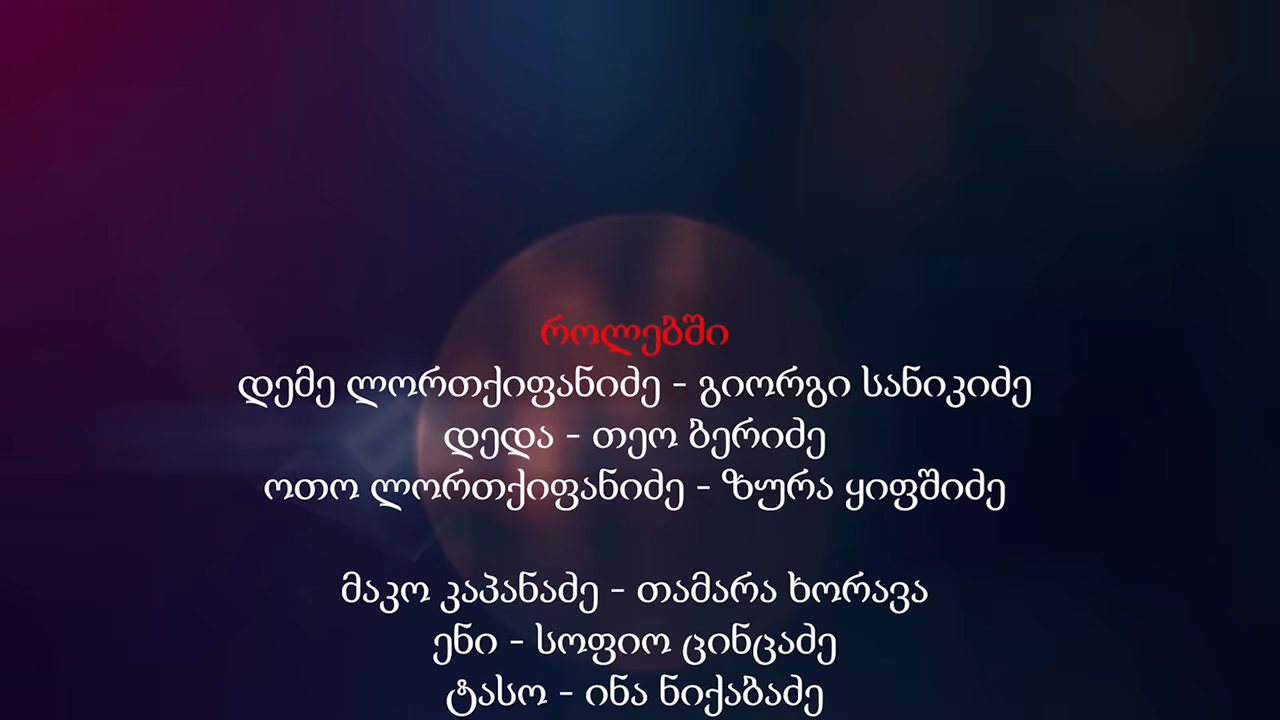 როლებში
დემე ლორთქიფანიძე - გიორგი სანიკიძე
დედა - თეო ბერიძე
ოთო ლორთქიფანიძე - ზურა ყიფშიძე
მაკო კაპანაძე - თამარა ხორავა
ენი - სოფიო ცინცაძე
ტასო - ინა ნიქაბაძე